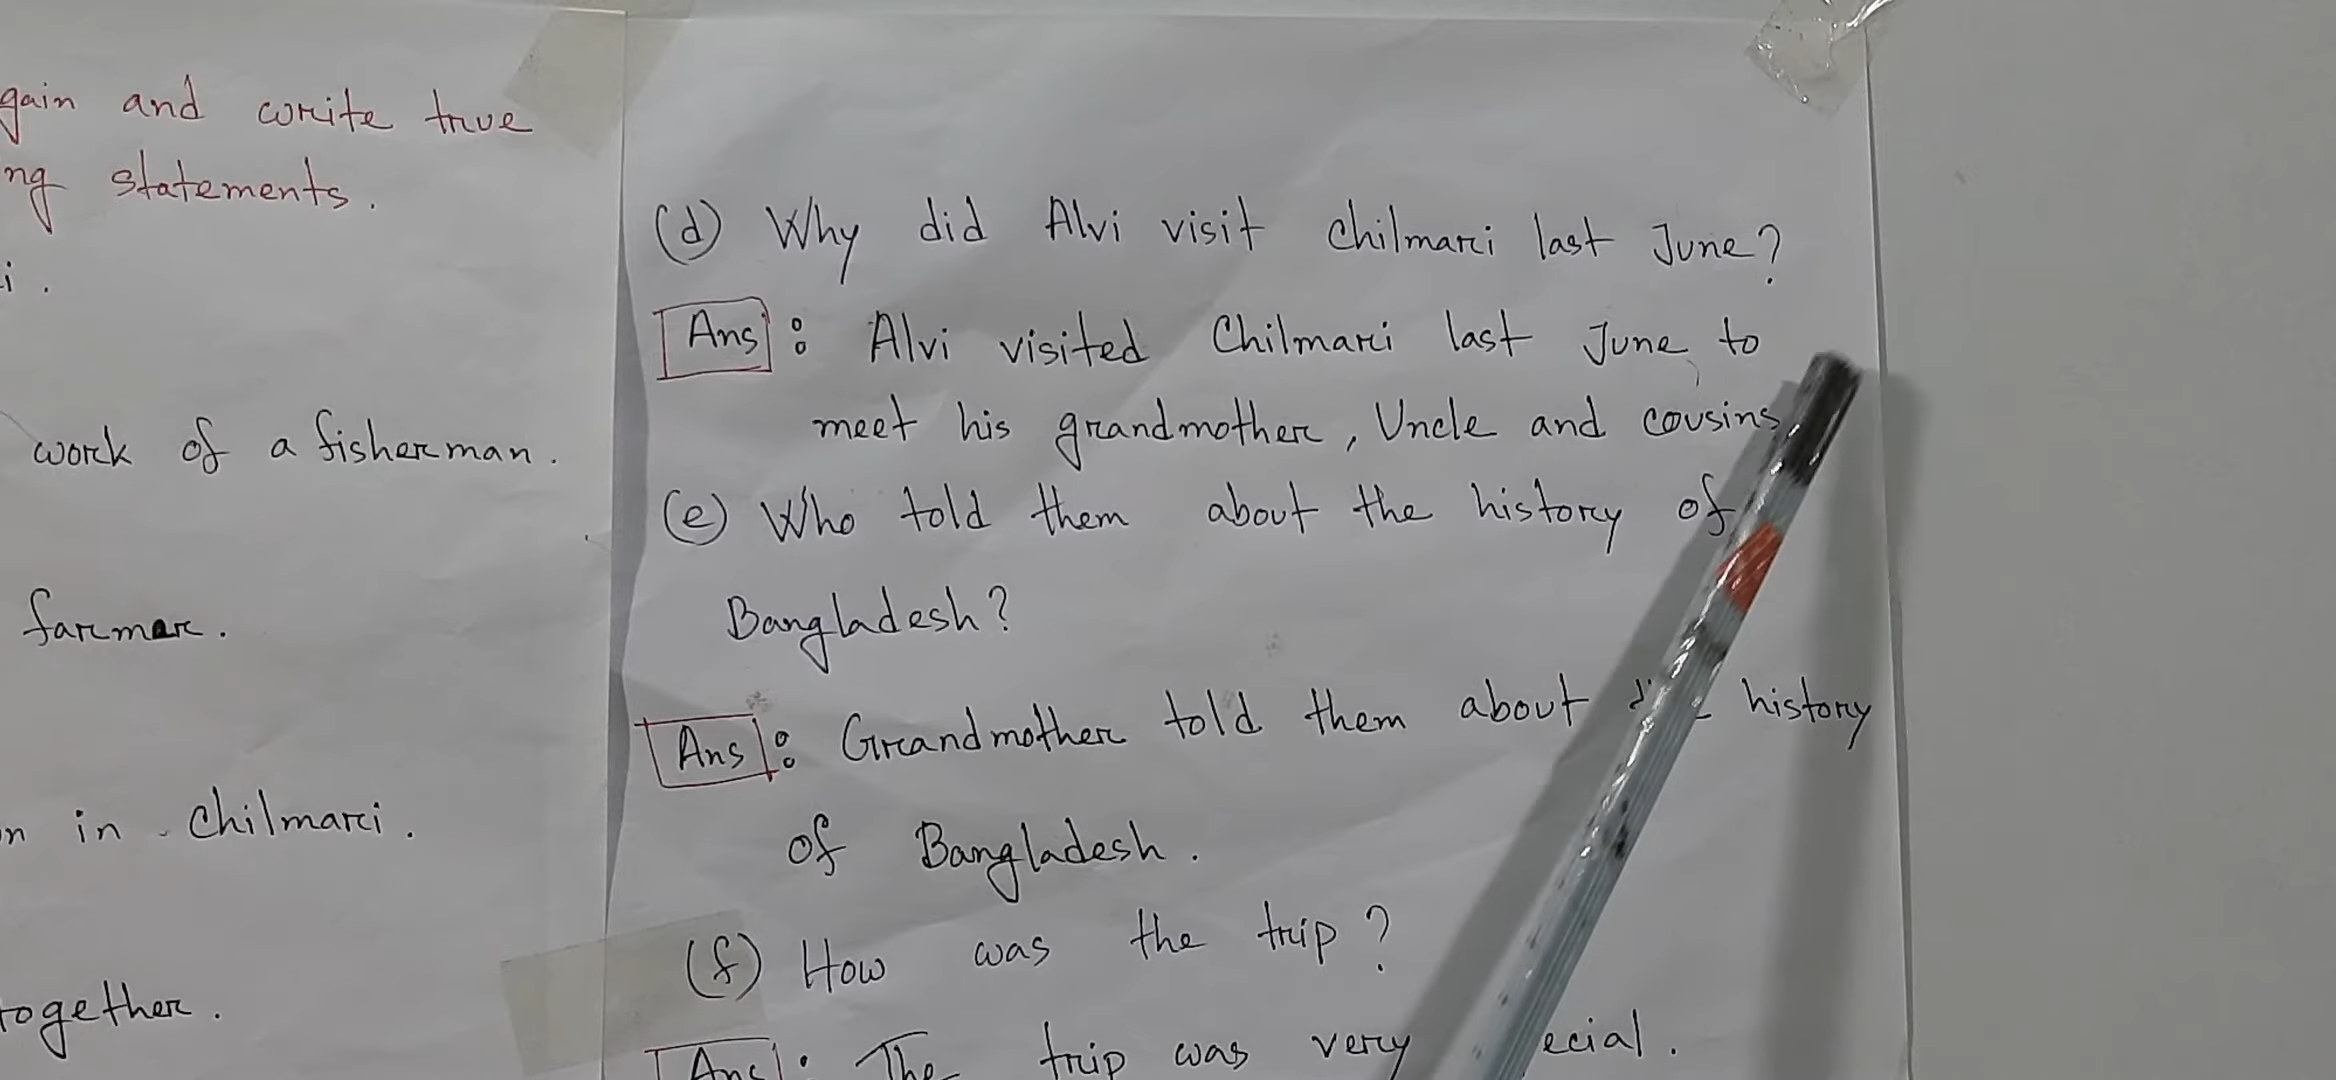 gain and write true
ng statements.
i.
work of a fisherman.
farmer.
n in Chilmari.
together.
(d) Why did Alvi visit Chilmari last June?
Ans: Alvi visited Chilmari last June to
meet his grandmother, Uncle and cousins
(e) Who told them about the history of
Bangladesh?
Ans: Grandmother told them about history
of Bangladesh.
(f) How was the trip?
Ans: The trip was very ecial.